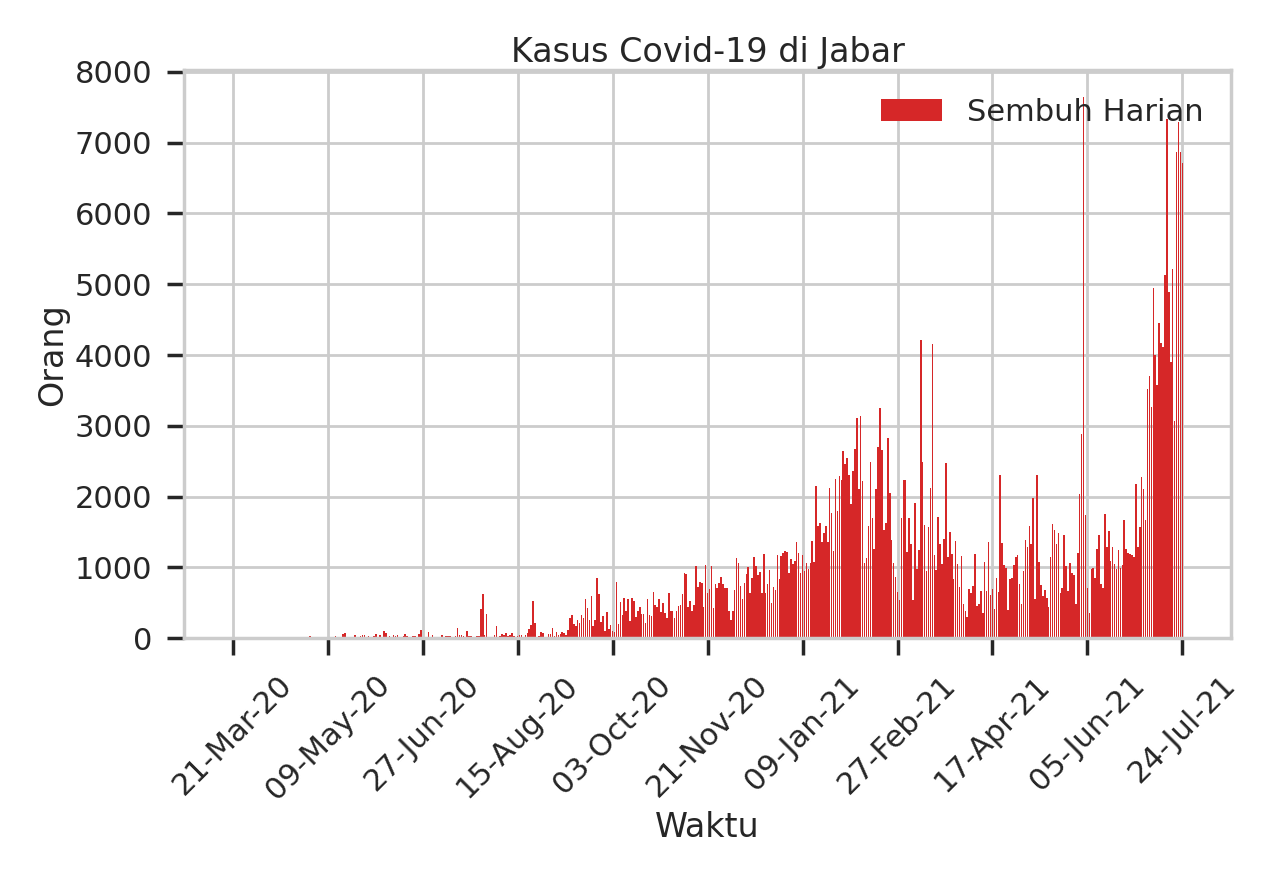 Kasus Covid-19 di Jabar
Sembuh Harian
8000
7000
6000
5000
4000
3000
2000
1000
0
Orang
21-Mar-20
09-May-20
27-Jun-20
15-Aug-20
03-Oct-20
21-Nov-20
09-Jan-21
27-Feb-21
17-Apr-21
05-Jun-21
24-Jul-21
Waktu